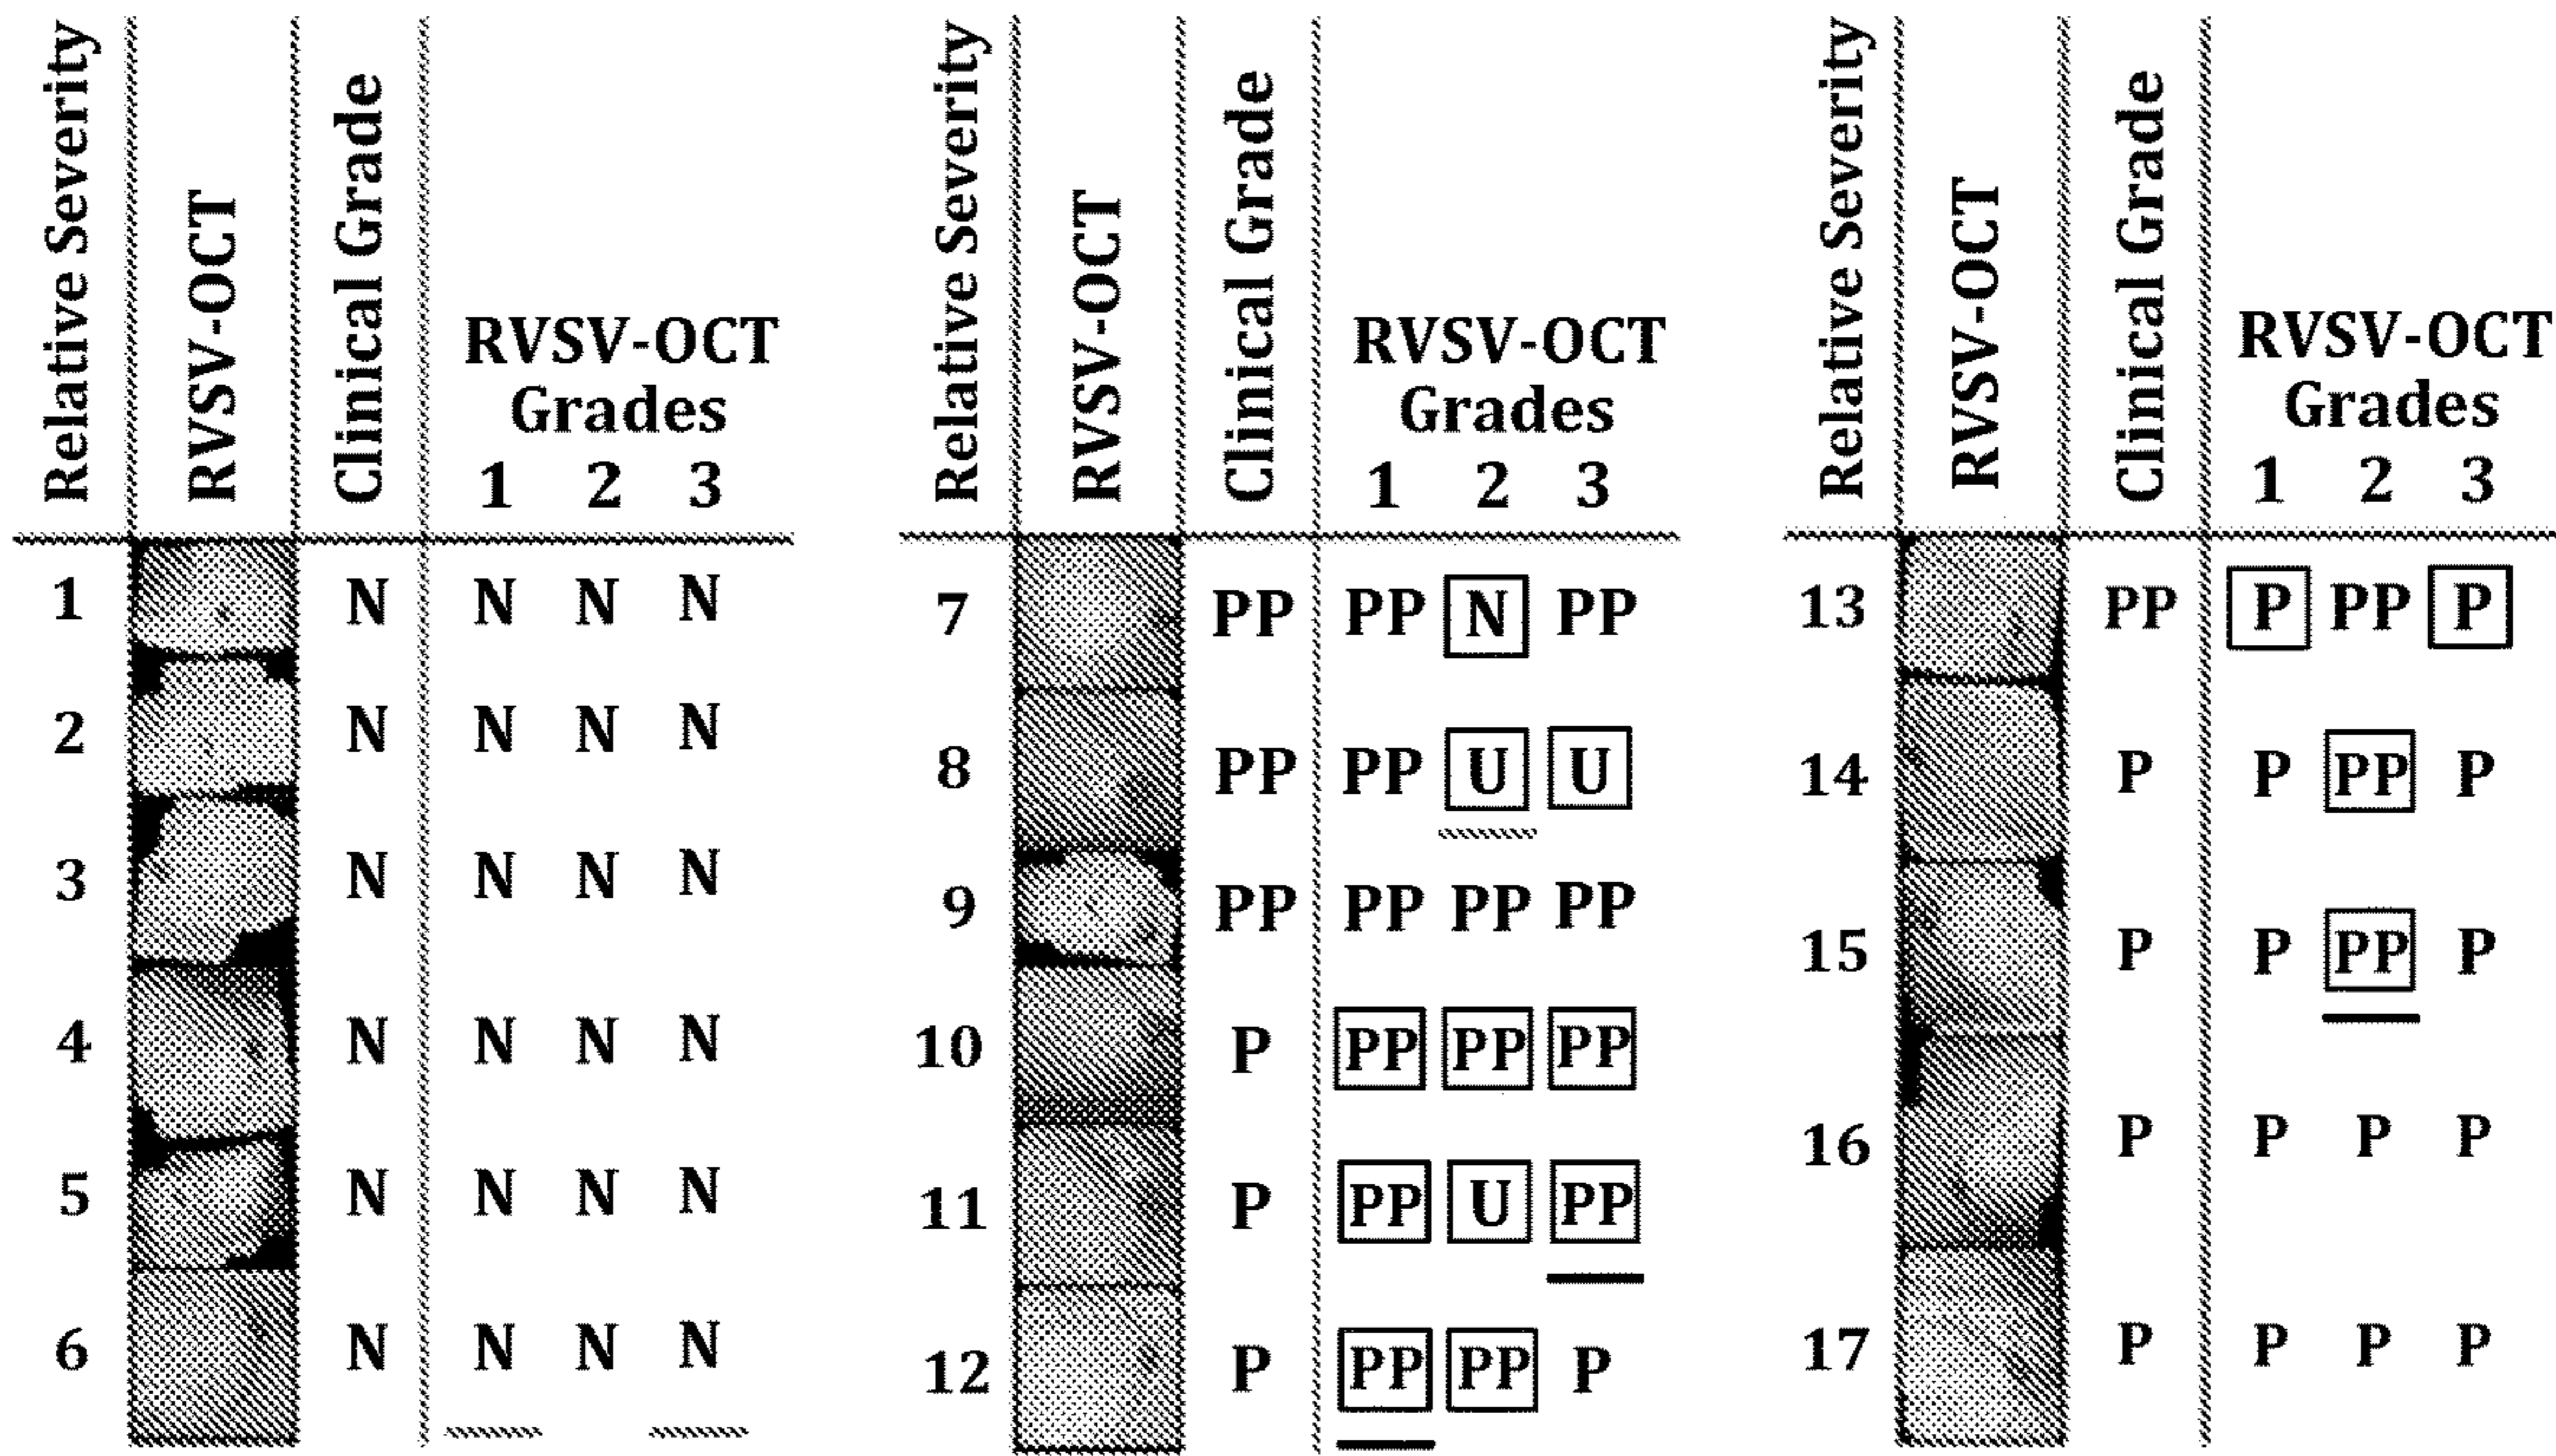 Relative Severity RVSV-OCT Clinical Grade RVSV-OCT
Grades
1 2 3
1 N N N N
2 N N N N
3 N N N N
4 N N N N
5 N N N N
6 N N N N
Relative Severity RVSV-OCT Clinical Grade RVSV-OCT
Grades
1 2 3
7 PP PP N PP
8 PP PP U U
9 PP PP PP PP
10 P PP PP PP
11 P PP U PP
12 P PP PP P
Relative Severity RVSV-OCT Clinical Grade RVSV-OCT
Grades
1 2 3
13 PP P PP P
14 P P PP P
15 P P PP P
16 P P P P
17 P P P P